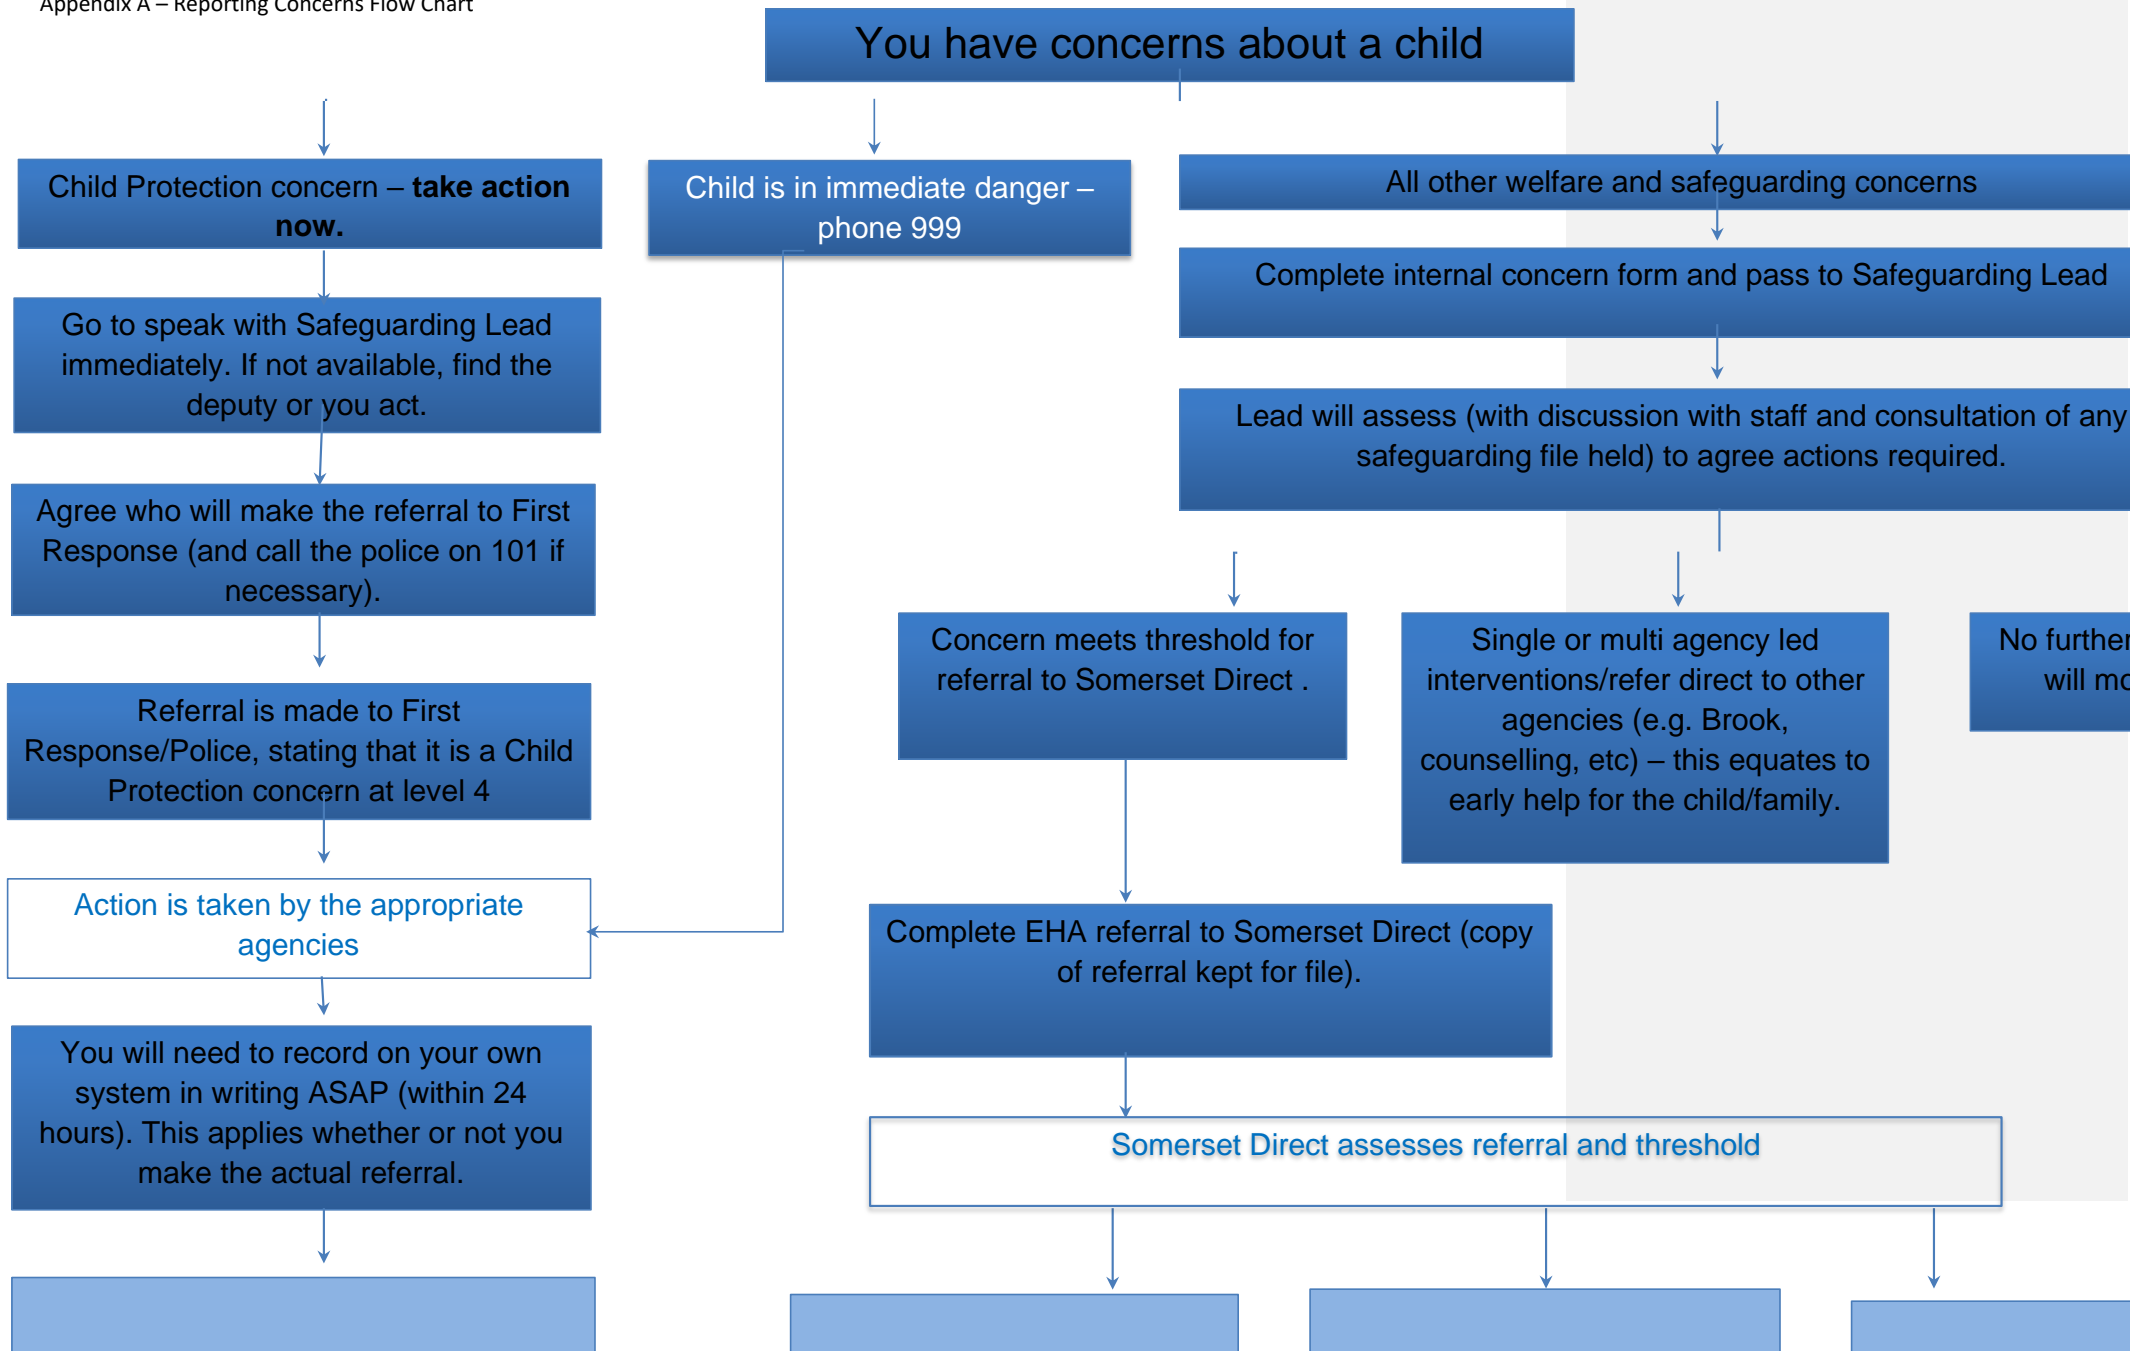 Appendix A – Reporting Concerns Flow Chart
You have concerns about a child
Child Protection concern – take action
now.
Child is in immediate danger –
phone 999
All other welfare and safeguarding concerns
Go to speak with Safeguarding Lead
immediately. If not available, find the
deputy or you act.
Complete internal concern form and pass to Safeguarding Lead
Lead will assess (with discussion with staff and consultation of any
safeguarding file held) to agree actions required.
Agree who will make the referral to First
Response (and call the police on 101 if
necessary).
Concern meets threshold for
referral to Somerset Direct .
Single or multi agency led
interventions/refer direct to other
agencies (e.g. Brook,
counselling, etc) – this equates to
early help for the child/family.
No further
will mo
Referral is made to First
Response/Police, stating that it is a Child
Protection concern at level 4
Action is taken by the appropriate
agencies
Complete EHA referral to Somerset Direct (copy
of referral kept for file).
You will need to record on your own
system in writing ASAP (within 24
hours). This applies whether or not you
make the actual referral.
Somerset Direct assesses referral and threshold